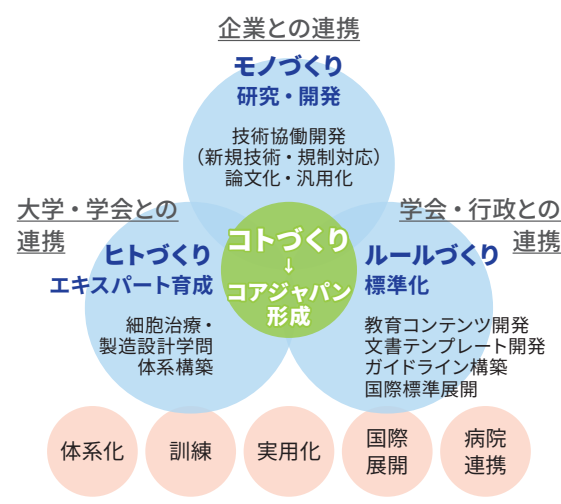 企業との連携
モノづくり
研究・開発
技術協働開発
（新規技術・規制対応）
論文化・汎用化
大学・学会との
連携
ヒトづくり
エキスパート育成
細胞治療・
製造設計学問
体系構築
コトづくり
↓
コアジャパン
形成
学会・行政との
連携
ルールづくり
標準化
教育コンテンツ開発
文書テンプレート開発
ガイドライン構築
国際標準展開
体系化
訓練
実用化
国際
展開
病院
連携